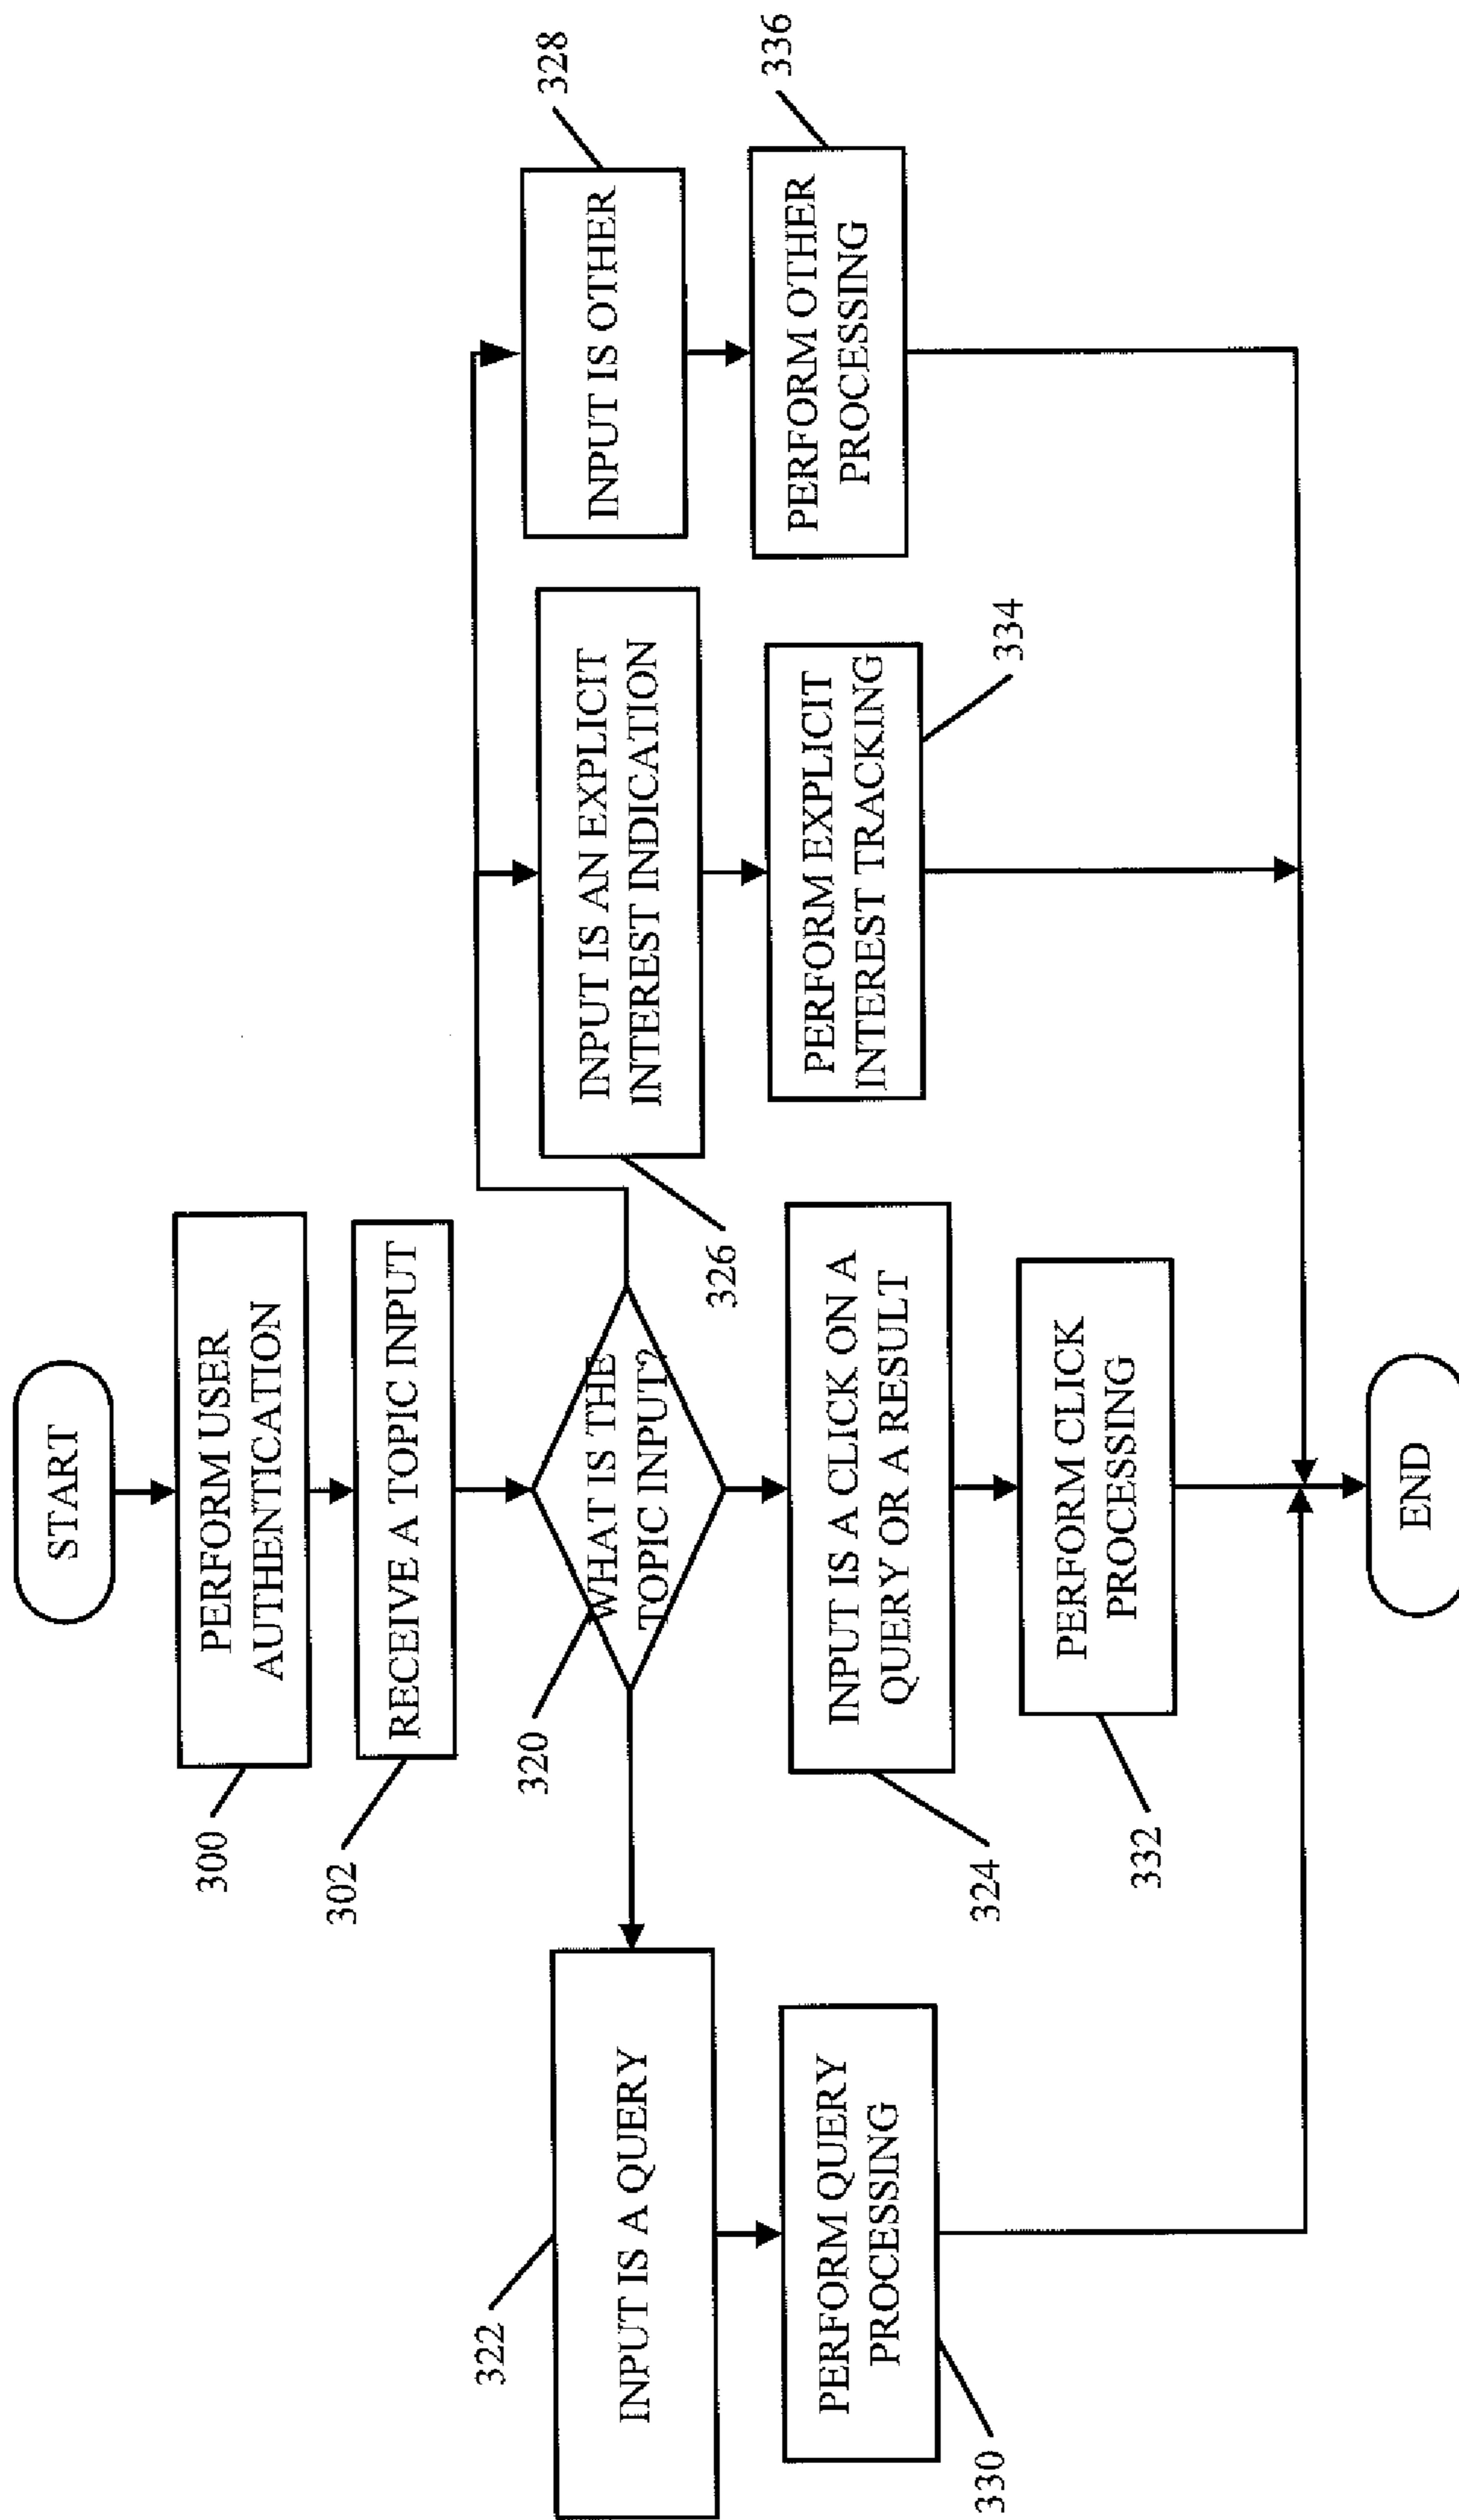 START
PERFORM USER
AUTHENTICATION
300
RECEIVE A TOPIC INPUT
302
WHAT IS THE
TOPIC INPUT?
320
INPUT IS A QUERY
322
INPUT IS A CLICK ON A
QUERY OR A RESULT
324
INPUT IS AN EXPLICIT
INTEREST INDICATION
326
INPUT IS OTHER
328
PERFORM QUERY
PROCESSING
330
PERFORM CLICK
PROCESSING
332
PERFORM EXPLICIT
INTEREST TRACKING
334
PERFORM OTHER
PROCESSING
336
END